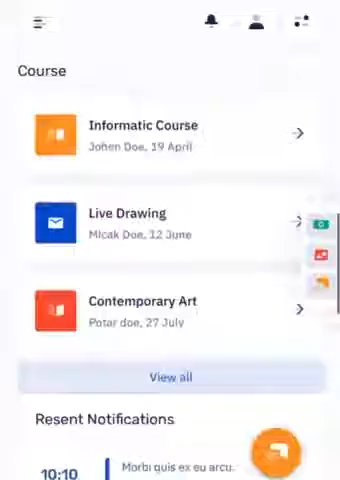 Course
Informatic Course
Johen Doe, 19 April
Live Drawing
Micak Doe, 12 June
Contemporary Art
Potar doe, 27 July
View all
Resent Notifications
10:10
Morbi quis ex eu arcu.